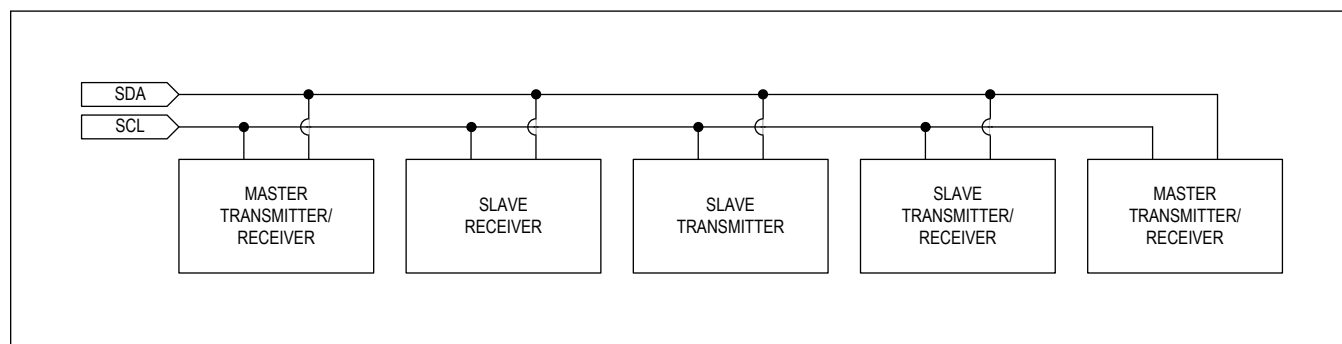 SDA
SCL
MASTER
TRANSMITTER/
RECEIVER
SLAVE
RECEIVER
SLAVE
TRANSMITTER
SLAVE
TRANSMITTER/
RECEIVER
MASTER
TRANSMITTER/
RECEIVER